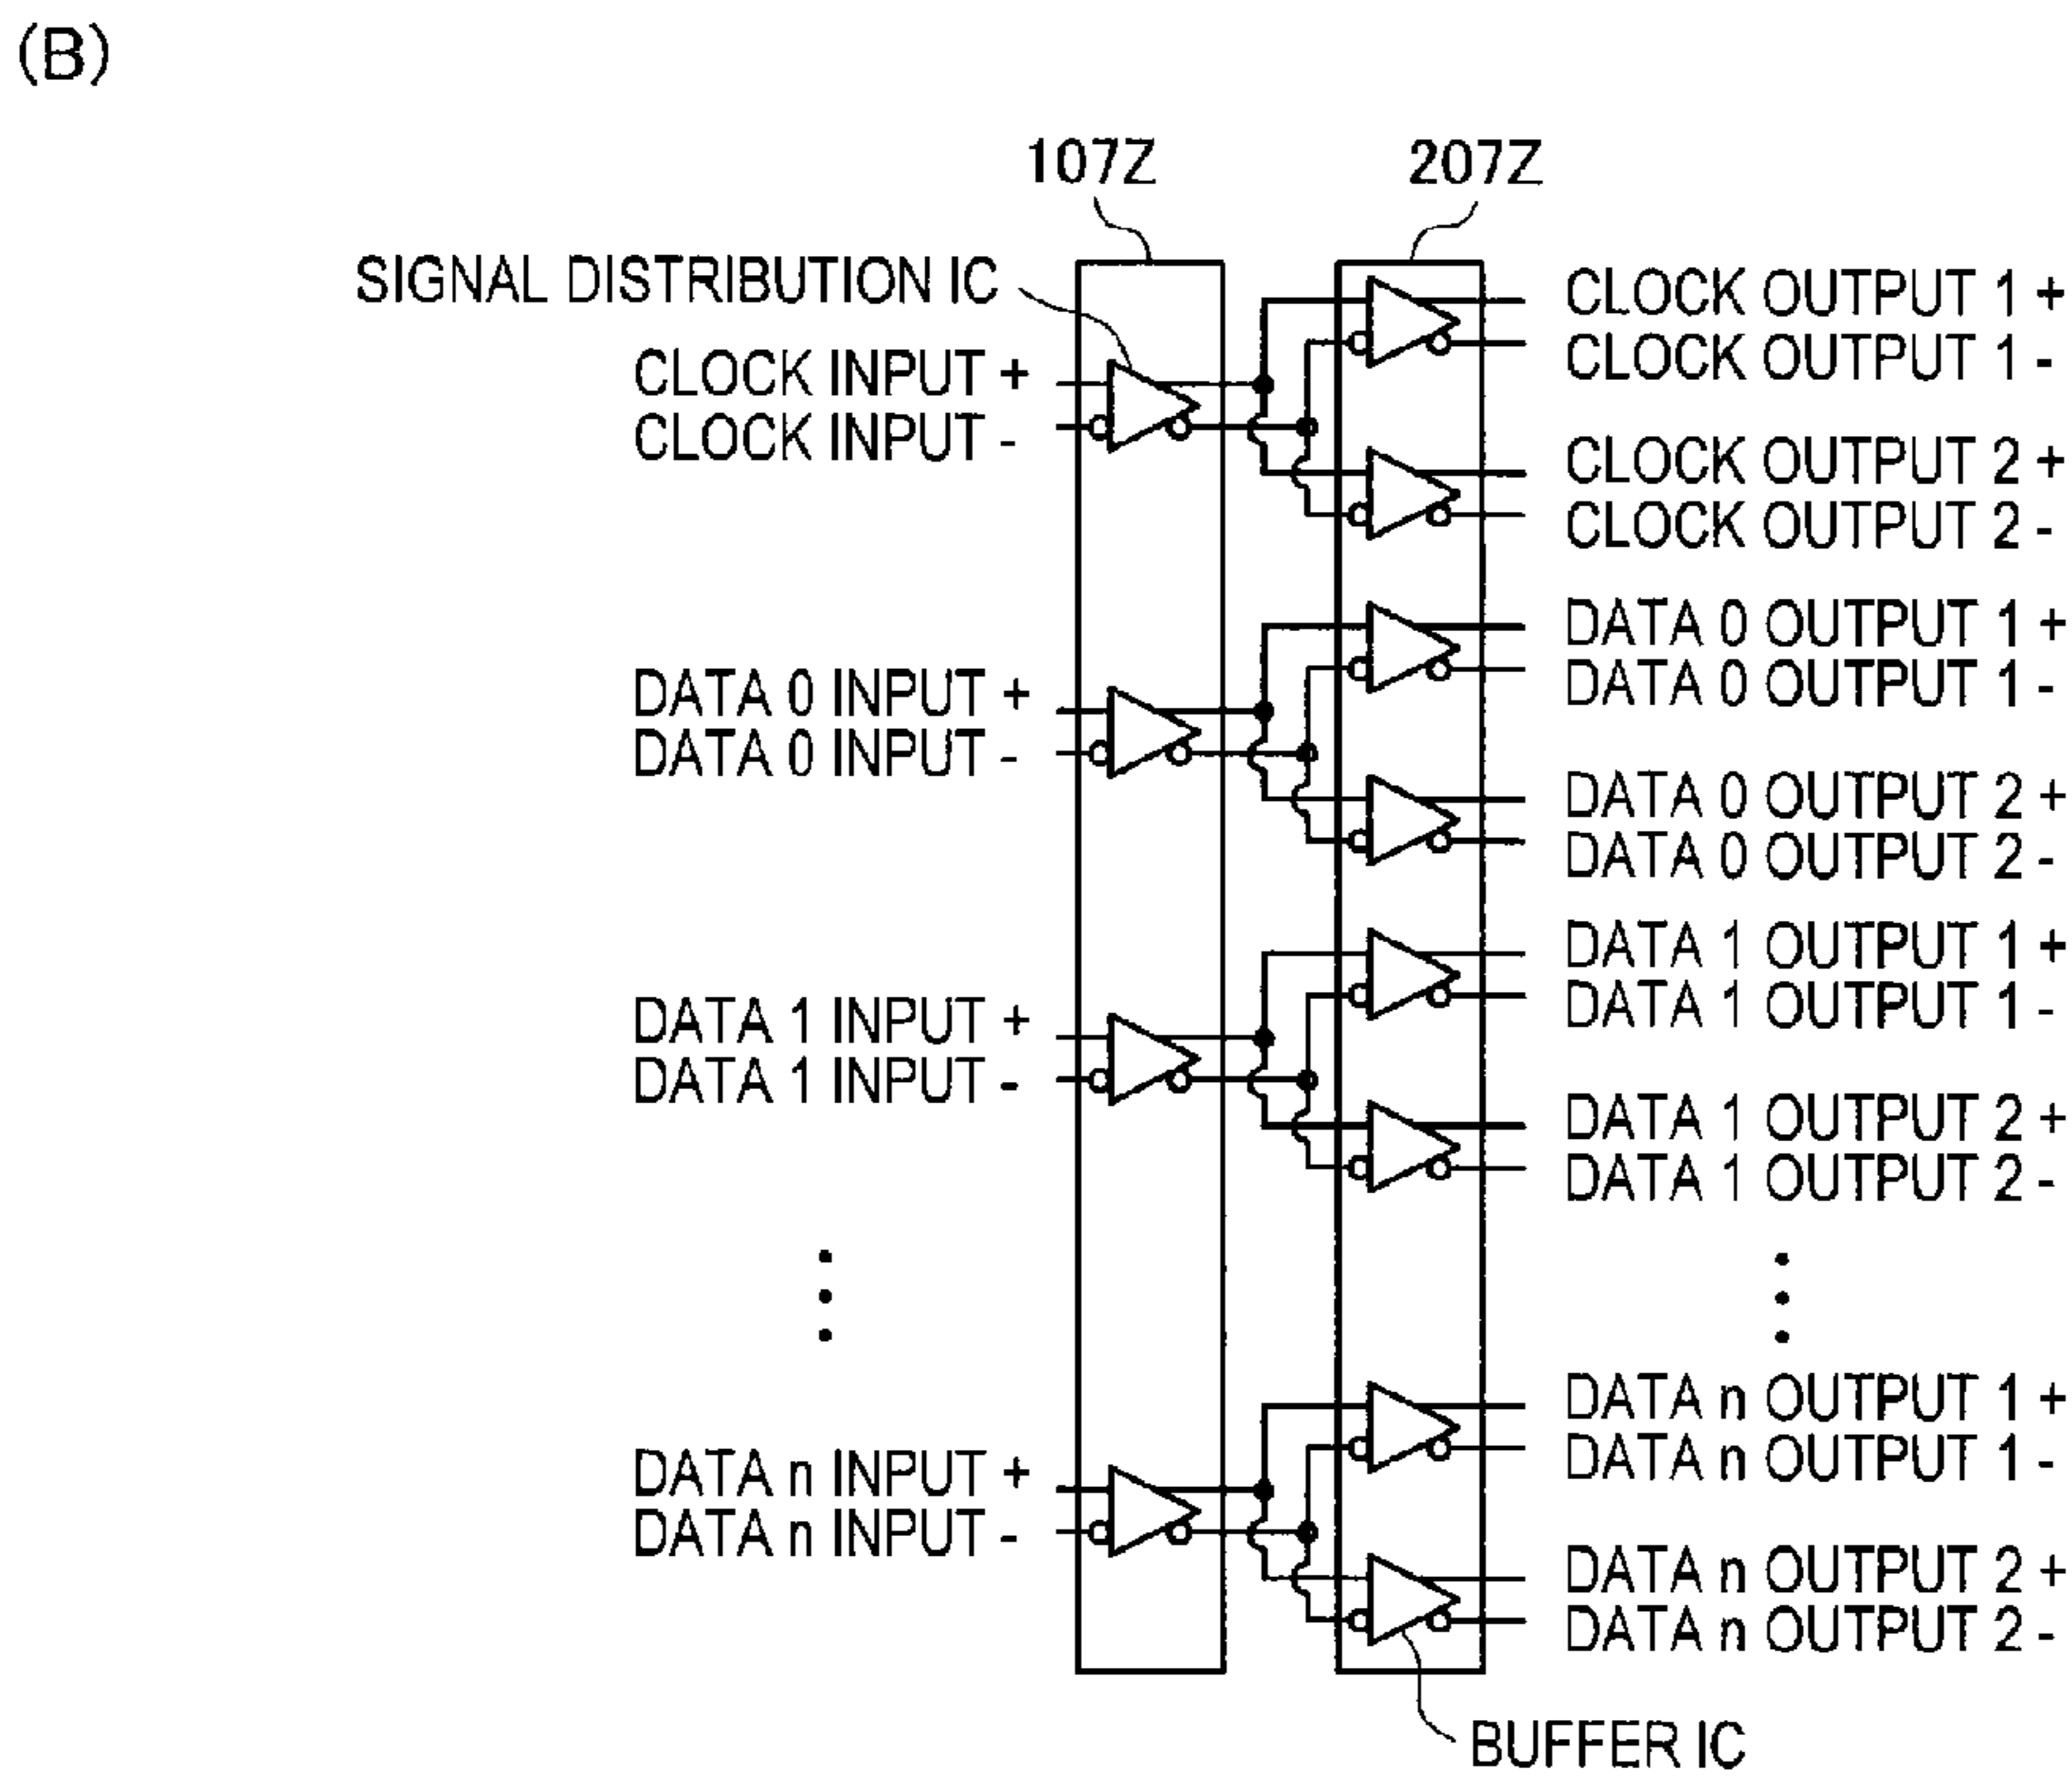 (B)
107Z
207Z
SIGNAL DISTRIBUTION IC
CLOCK INPUT +
CLOCK INPUT -
DATA 0 INPUT +
DATA 0 INPUT -
DATA 1 INPUT +
DATA 1 INPUT -
DATA n INPUT +
DATA n INPUT -
CLOCK OUTPUT 1 +
CLOCK OUTPUT 1 -
CLOCK OUTPUT 2 +
CLOCK OUTPUT 2 -
DATA 0 OUTPUT 1 +
DATA 0 OUTPUT 1 -
DATA 0 OUTPUT 2 +
DATA 0 OUTPUT 2 -
DATA 1 OUTPUT 1 +
DATA 1 OUTPUT 1 -
DATA 1 OUTPUT 2 +
DATA 1 OUTPUT 2 -
DATA n OUTPUT 1 +
DATA n OUTPUT 1 -
DATA n OUTPUT 2 +
DATA n OUTPUT 2 -
BUFFER IC